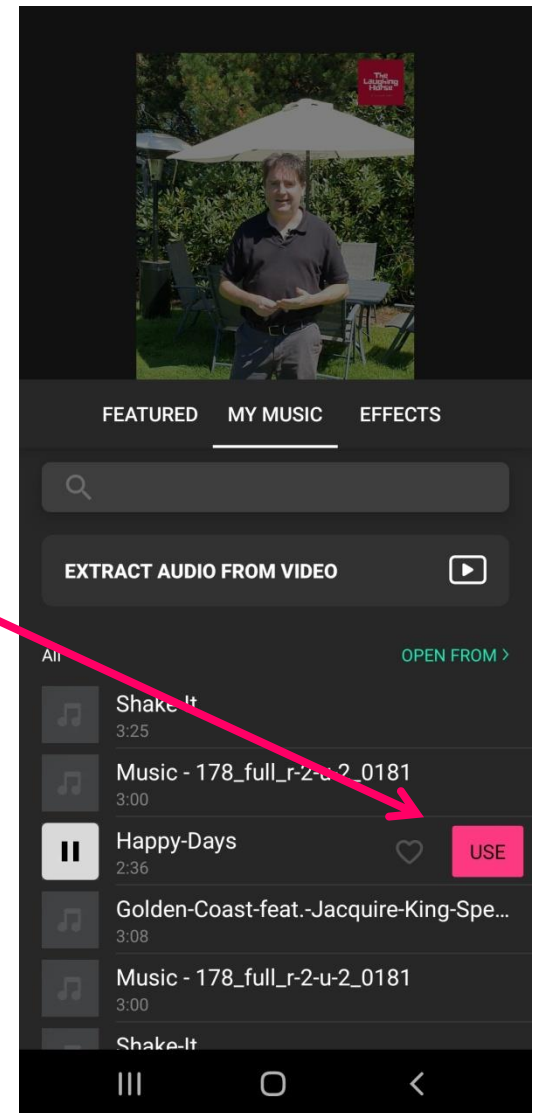 The
Laughing
Horse
FEATURED MY MUSIC EFFECTS
EXTRACT AUDIO FROM VIDEO
All OPEN FROM >
Shake-It
3:25
Music - 178_full_r-2-u-2_0181
3:00
Happy-Days
2:36
USE
Golden-Coast-feat.-Jacquire-King-Spe...
3:08
Music - 178_full_r-2-u-2_0181
3:00
Shake-It